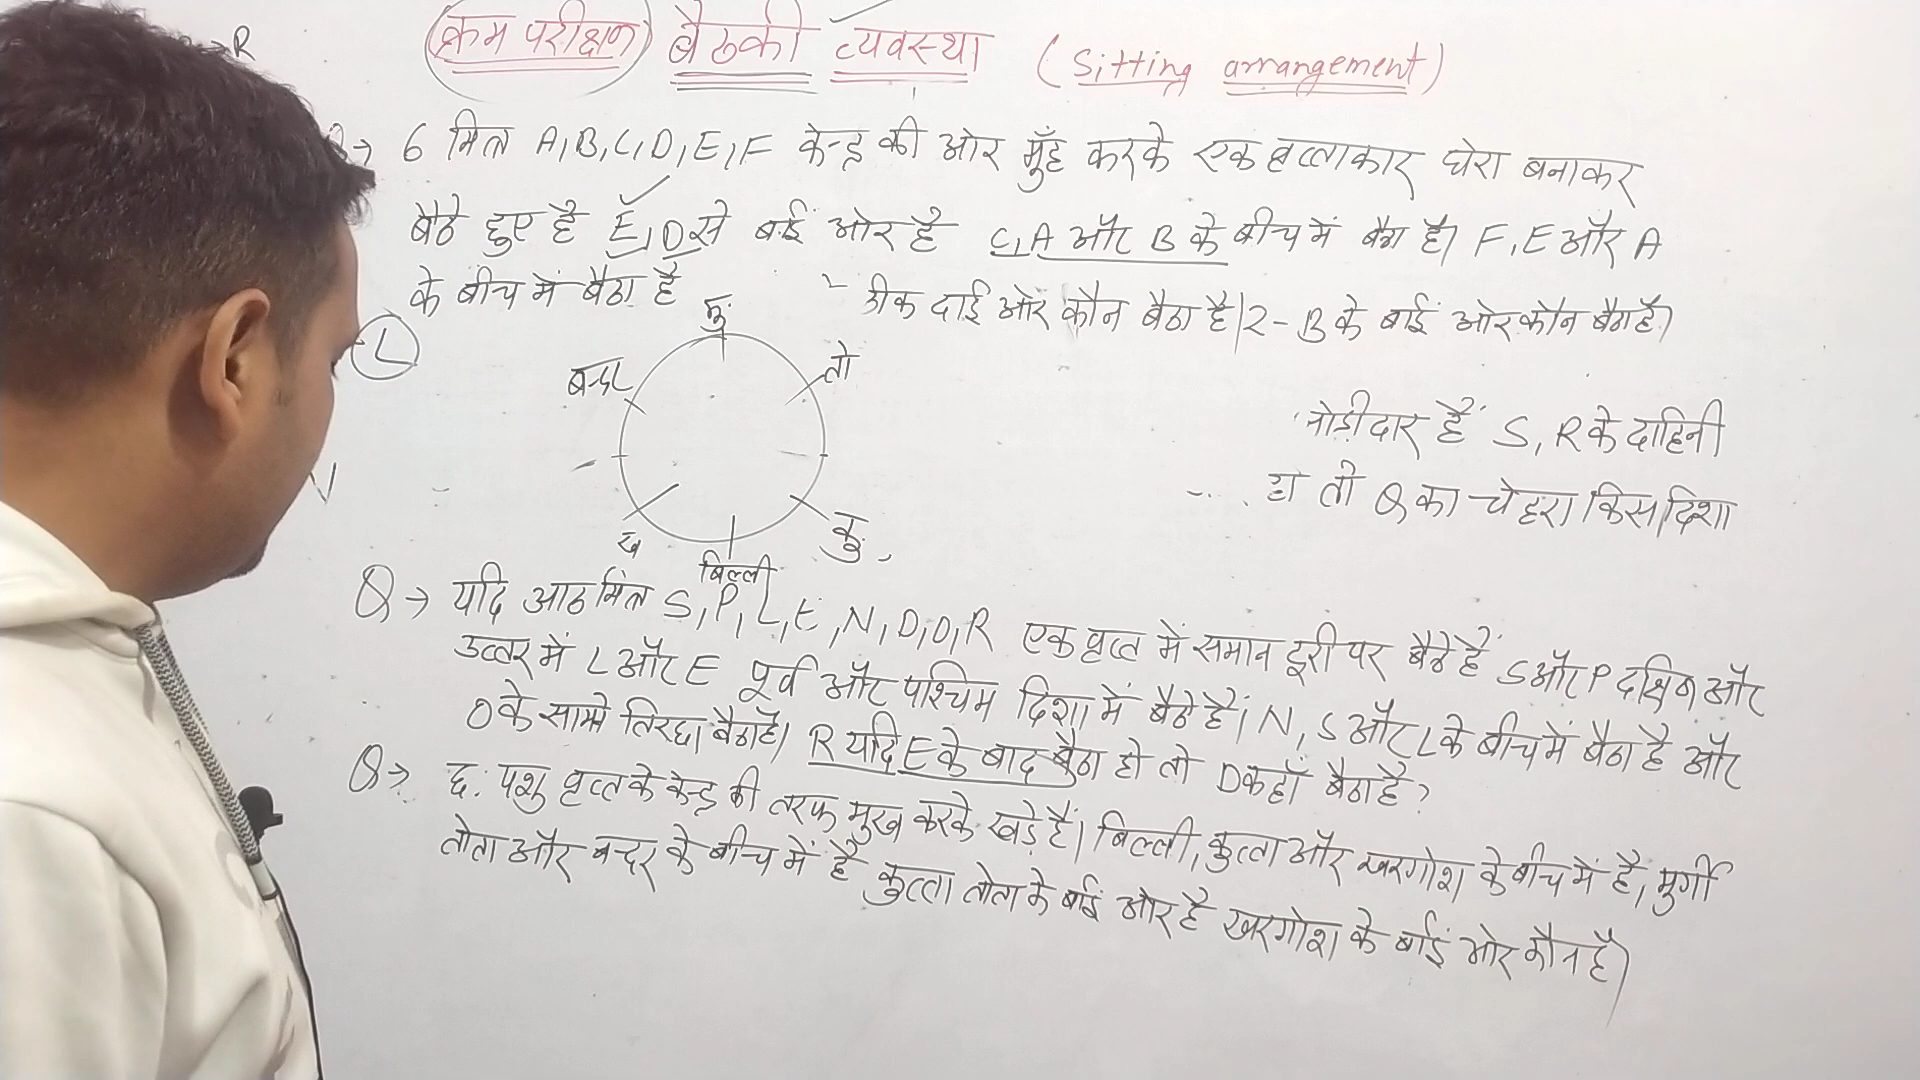 R
क्रम परीक्षण बैठकी व्यवस्था (Sitting arrangement)
6 मित्र A,B,C,D,E,F केन्द्र की ओर मुँह करके एक वृत्ताकार घेरा बनाकर
बैठे हुए है E,D से बाईं ओर है C,A और B के बीच में बैठा है। F,E और A
के बीच में बैठा है
ठीक दाई ओर कौन बैठा है। 2- B के बाईं ओर कौन बैठा है।
L
मु
बन्दर
तो
ख
बिल्ली
कु
जोड़ीदार हैं S, R के दाहिनी
हा तो Q का चेहरा किस दिशा
Q→ यदि आठ मित्र S,P,L,E,N,D,O,R एक वृत्त में समान दूरी पर बैठे हैं S और P दक्षिण और
उत्तर में L और E पूर्व और पश्चिम दिशा में बैठे हैं। N, S और L के बीच में बैठा है और
O के सामने तिरछा बैठा है। R यदि E के बाद बैठा हो तो D कहाँ बैठा है?
Q→ छ: पशु वृत्त के केन्द्र की तरफ मुख करके खड़े हैं। बिल्ली, कुत्ता और खरगोश के बीच में है, मुर्गी
तोता और बन्दर के बीच में है कुत्ता तोता के बाईं ओर है खरगोश के बाईं ओर कौन है।